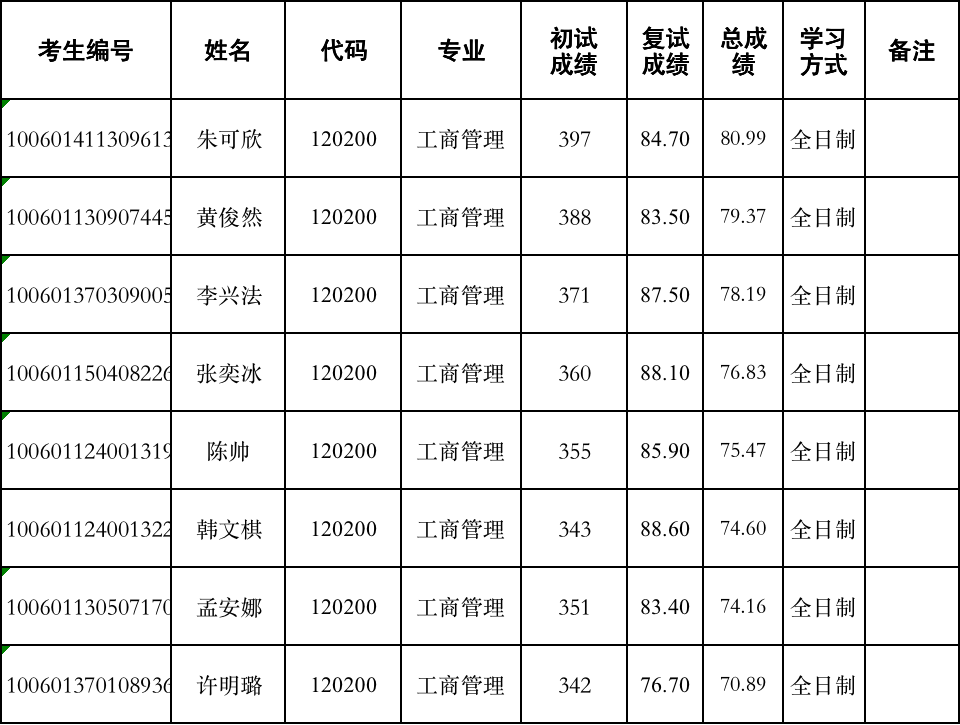 考生编号 姓名 代码 专业 初试成绩 复试成绩 总成绩 学习方式 备注
100601411309613 朱可欣 120200 工商管理 397 84.70 80.99 全日制
100601130907445 黄俊然 120200 工商管理 388 83.50 79.37 全日制
100601370309005 李兴法 120200 工商管理 371 87.50 78.19 全日制
100601150408226 张奕冰 120200 工商管理 360 88.10 76.83 全日制
100601124001319 陈帅 120200 工商管理 355 85.90 75.47 全日制
100601124001322 韩文棋 120200 工商管理 343 88.60 74.60 全日制
100601130507170 孟安娜 120200 工商管理 351 83.40 74.16 全日制
100601370108936 许明璐 120200 工商管理 342 76.70 70.89 全日制